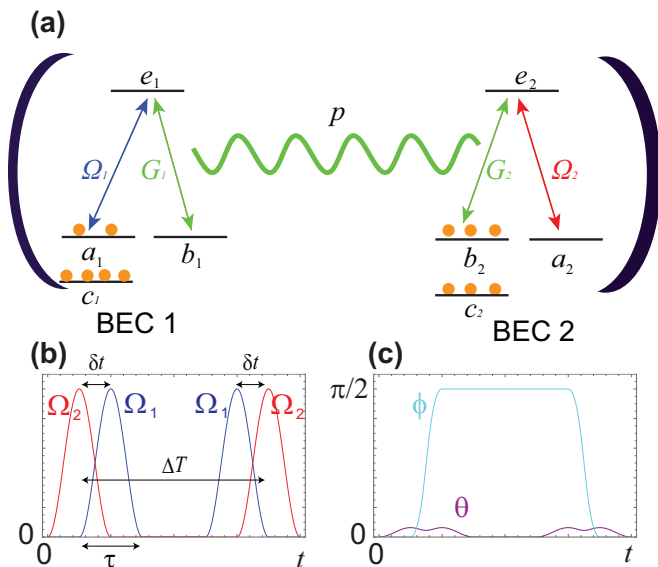 (a)
e₁ e₂
p
Ω₁ G₁ G₂ Ω₂
a₁ b₁ b₂ a₂
c₁ c₂
BEC 1 BEC 2
(b) (c)
δt δt
Ω₂ Ω₁ Ω₁ Ω₂
ΔT
0
0 τ t
π/2 ϕ
θ
0
0 t